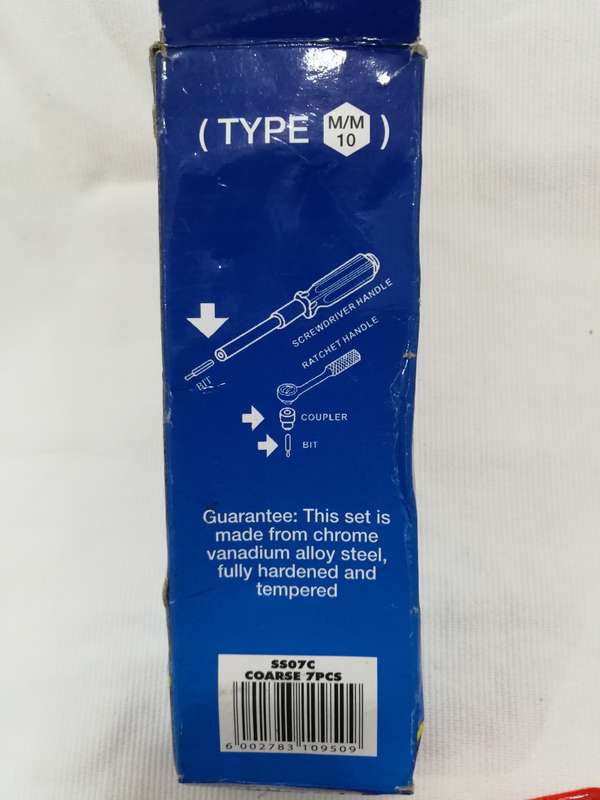 ( TYPE M/M 10 )
SCREWDRIVER HANDLE
BIT
RATCHET HANDLE
COUPLER
BIT
Guarantee: This set is
made from chrome
vanadium alloy steel,
fully hardened and
tempered
SS07C
COARSE 7PCS
6 002783 109509